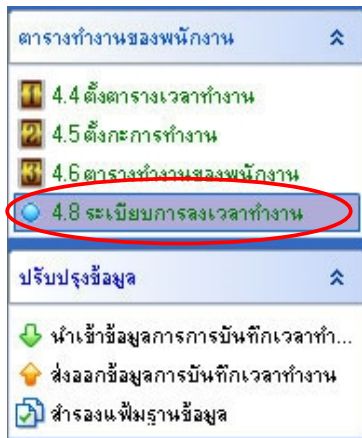 ตารางทำงานของพนักงาน
1 4.4 ตั้งตารางเวลาทำงาน
2 4.5 ตั้งกะการทำงาน
3 4.6 ตารางทำงานของพนักงาน
4.8 ระเบียบการลงเวลาทำงาน
ปรับปรุงข้อมูล
นำเข้าข้อมูลการการบันทึกเวลาทำ...
ส่งออกข้อมูลการบันทึกเวลาทำงาน
สำรองแฟ้มฐานข้อมูล